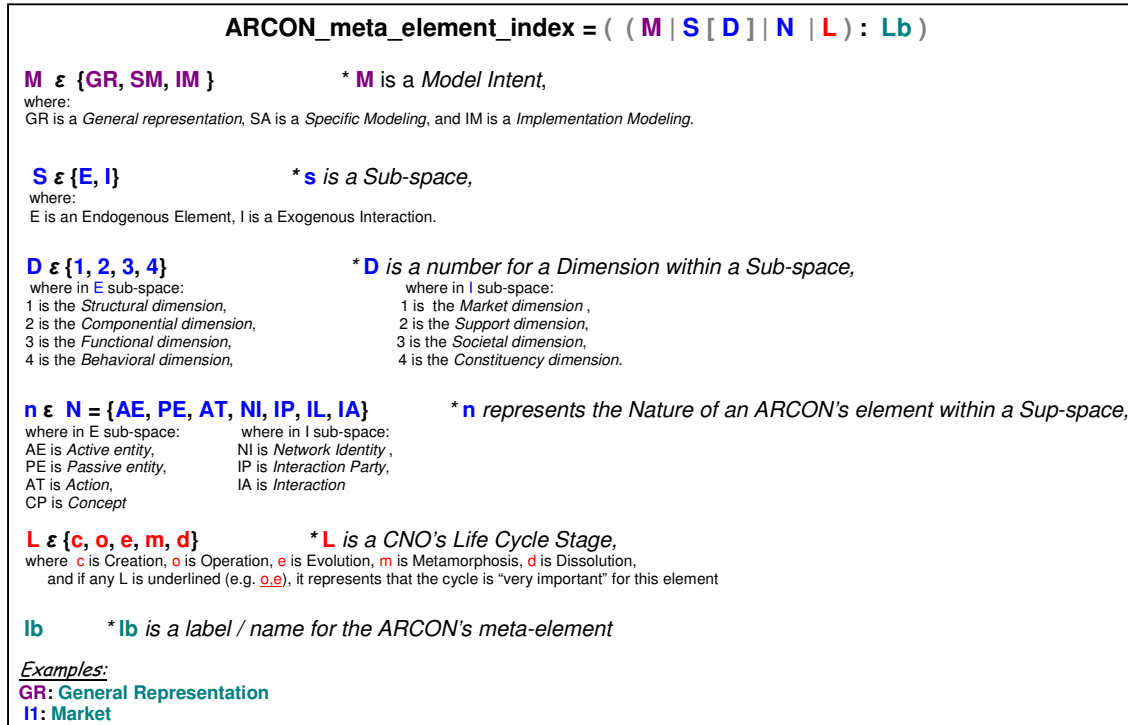 ARCON_meta_element_index = ( ( M | S [ D ] | N | L ) : Lb )
M ε {GR, SM, IM } * M is a Model Intent,
where:
GR is a General representation, SA is a Specific Modeling, and IM is a Implementation Modeling.
S ε {E, I} * s is a Sub-space,
where:
E is an Endogenous Element, I is a Exogenous Interaction.
D ε {1, 2, 3, 4} * D is a number for a Dimension within a Sub-space,
where in E sub-space: where in I sub-space:
1 is the Structural dimension, 1 is the Market dimension ,
2 is the Componential dimension, 2 is the Support dimension,
3 is the Functional dimension, 3 is the Societal dimension,
4 is the Behavioral dimension, 4 is the Constituency dimension.
n ε N = {AE, PE, AT, NI, IP, IL, IA} * n represents the Nature of an ARCON's element within a Sup-space,
where in E sub-space: where in I sub-space:
AE is Active entity, NI is Network Identity ,
PE is Passive entity, IP is Interaction Party,
AT is Action, IA is Interaction
CP is Concept
L ε {c, o, e, m, d} * L is a CNO's Life Cycle Stage,
where c is Creation, o is Operation, e is Evolution, m is Metamorphosis, d is Dissolution,
and if any L is underlined (e.g. o,e), it represents that the cycle is “very important” for this element
lb * lb is a label / name for the ARCON's meta-element
Examples:
GR: General Representation
I1: Market